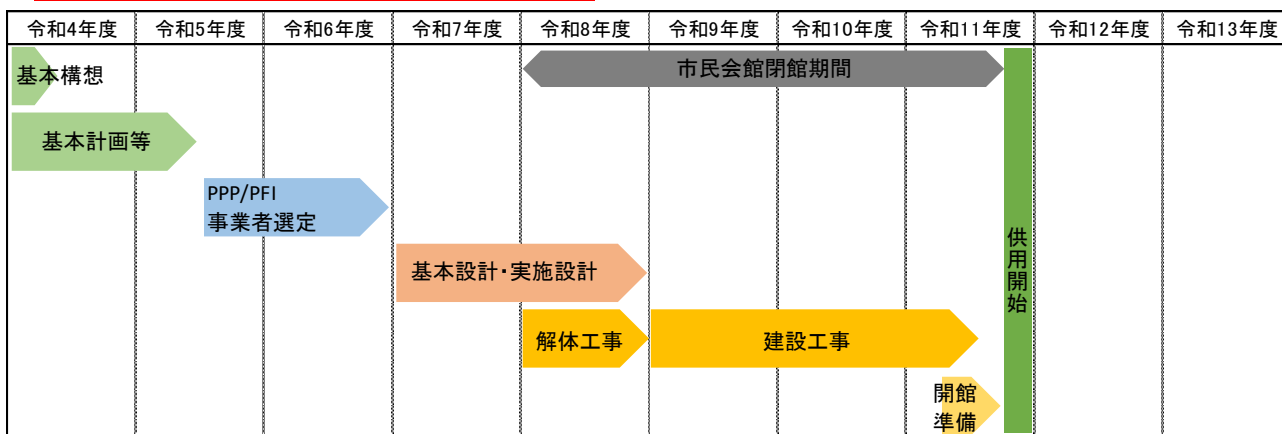 令和4年度 令和5年度 令和6年度 令和7年度 令和8年度 令和9年度 令和10年度 令和11年度 令和12年度 令和13年度
基本構想
市民会館閉館期間
基本計画等
PPP/PFI
事業者選定
供用開始
基本設計・実施設計
解体工事
建設工事
開館
準備